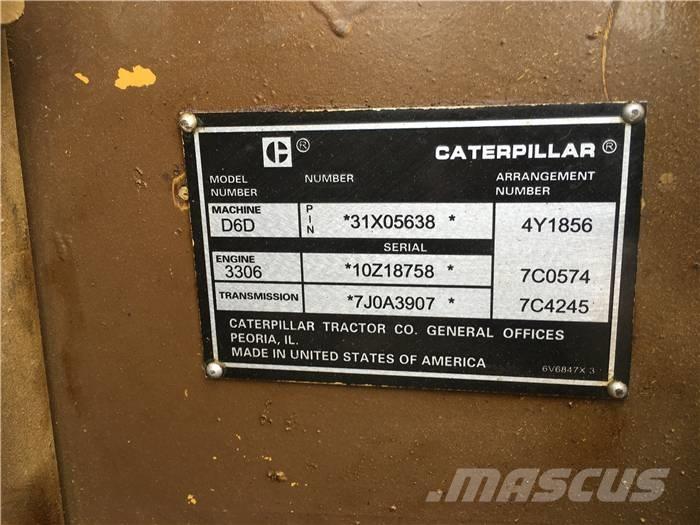 C® CATERPILLAR®
MODEL NUMBER NUMBER ARRANGEMENT NUMBER
MACHINE D6D PIN *31X05638 * 4Y1856
SERIAL
ENGINE 3306 *10Z18758 * 7C0574
TRANSMISSION *7J0A3907 * 7C4245
CATERPILLAR TRACTOR CO. GENERAL OFFICES
PEORIA, IL.
MADE IN UNITED STATES OF AMERICA
6V6847X 3
MASCUS